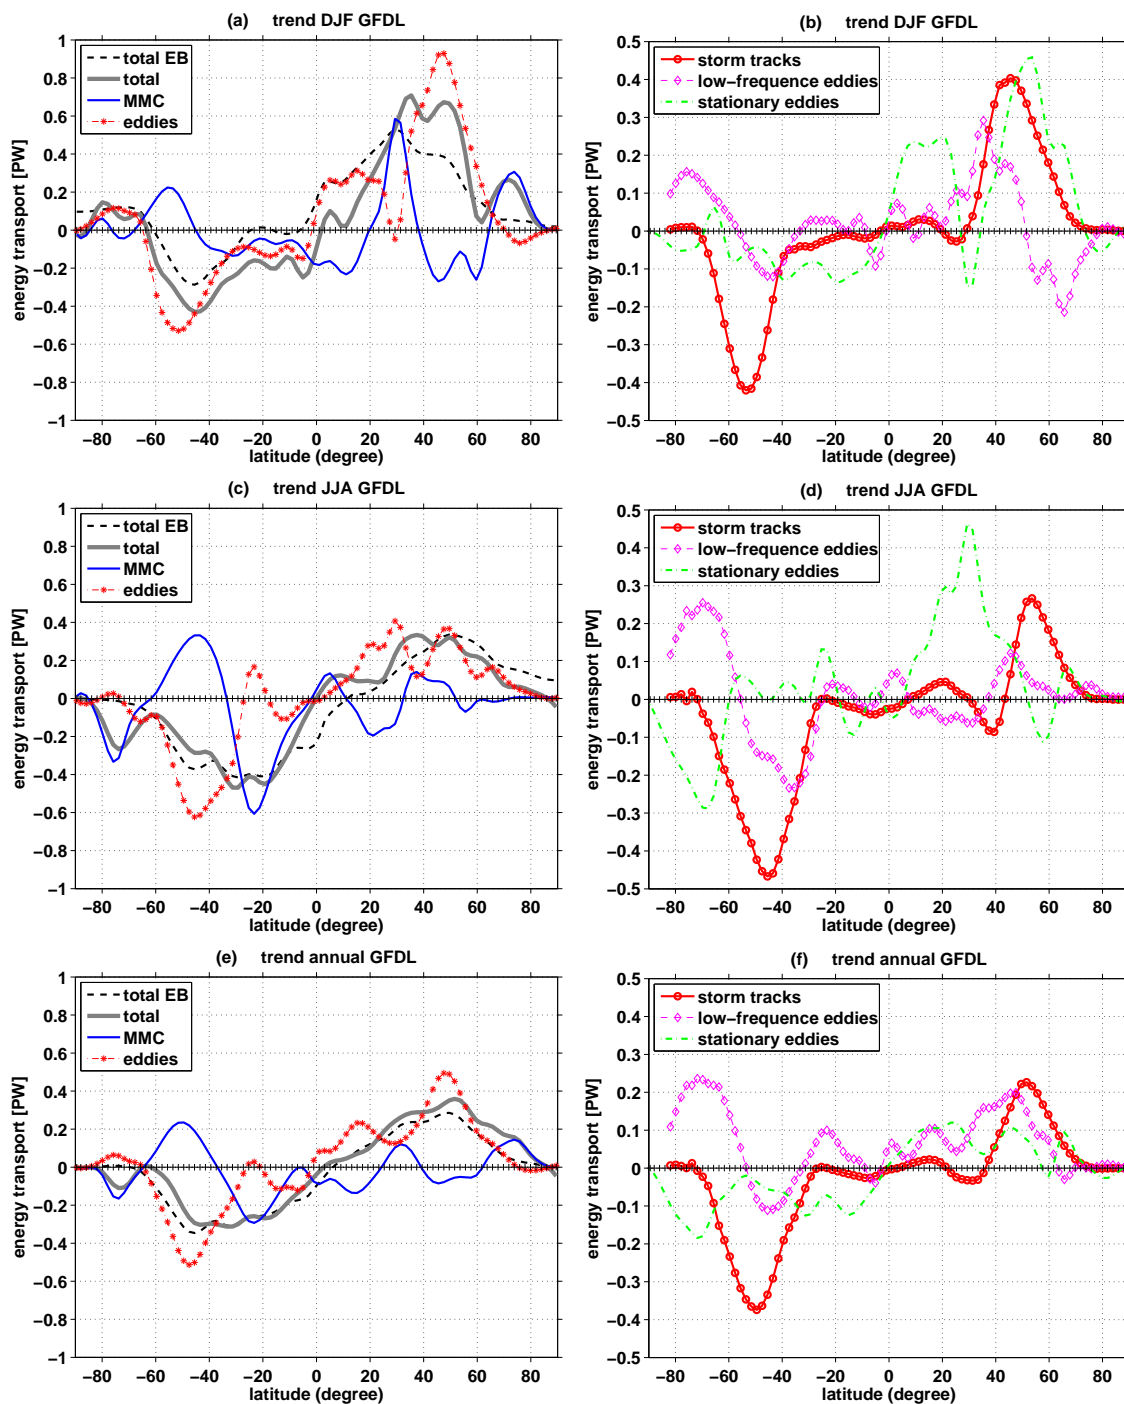 (a) trend DJF GFDL
total EB
total
MMC
eddies
energy transport [PW]
1
0.8
0.6
0.4
0.2
0
−0.2
−0.4
−0.6
−0.8
−1
−80 −60 −40 −20 0 20 40 60 80
latitude (degree)
(b) trend DJF GFDL
storm tracks
low−frequence eddies
stationary eddies
energy transport [PW]
0.5
0.4
0.3
0.2
0.1
0
−0.1
−0.2
−0.3
−0.4
−0.5
−80 −60 −40 −20 0 20 40 60 80
latitude (degree)
(c) trend JJA GFDL
total EB
total
MMC
eddies
energy transport [PW]
1
0.8
0.6
0.4
0.2
0
−0.2
−0.4
−0.6
−0.8
−1
−80 −60 −40 −20 0 20 40 60 80
latitude (degree)
(d) trend JJA GFDL
storm tracks
low−frequence eddies
stationary eddies
energy transport [PW]
0.5
0.4
0.3
0.2
0.1
0
−0.1
−0.2
−0.3
−0.4
−0.5
−80 −60 −40 −20 0 20 40 60 80
latitude (degree)
(e) trend annual GFDL
total EB
total
MMC
eddies
energy transport [PW]
1
0.8
0.6
0.4
0.2
0
−0.2
−0.4
−0.6
−0.8
−1
−80 −60 −40 −20 0 20 40 60 80
latitude (degree)
(f) trend annual GFDL
storm tracks
low−frequence eddies
stationary eddies
energy transport [PW]
0.5
0.4
0.3
0.2
0.1
0
−0.1
−0.2
−0.3
−0.4
−0.5
−80 −60 −40 −20 0 20 40 60 80
latitude (degree)